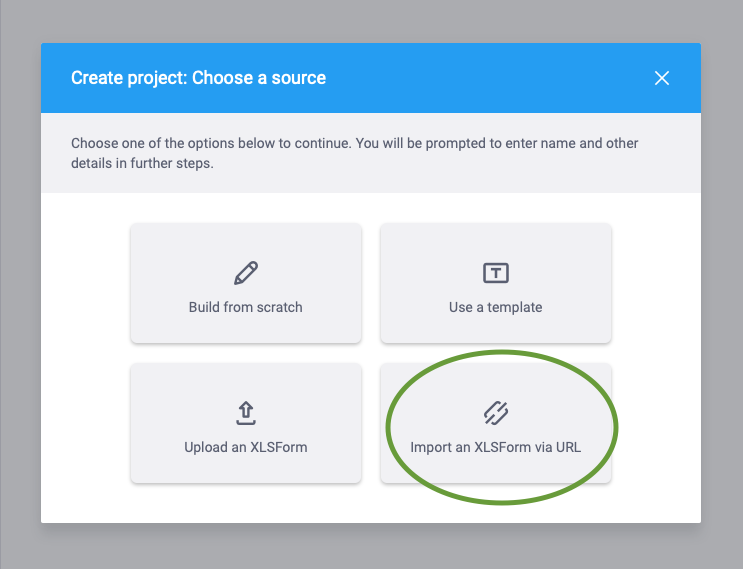 Create project: Choose a source
Choose one of the options below to continue. You will be prompted to enter name and other
details in further steps.
Build from scratch
Use a template
Upload an XLSForm
Import an XLSForm via URL